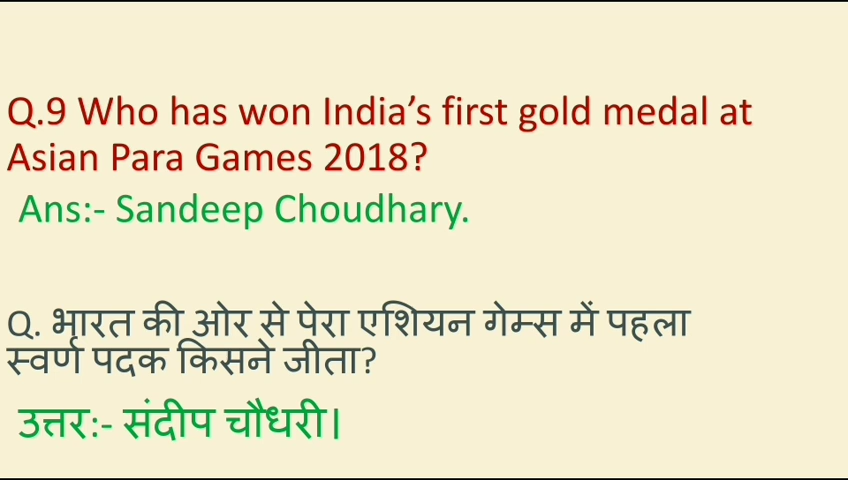 Q.9 Who has won India’s first gold medal at
Asian Para Games 2018?
Ans:- Sandeep Choudhary.
Q. भारत की ओर से पेरा एशियन गेम्स में पहला
स्वर्ण पदक किसने जीता?
उत्तर:- संदीप चौधरी।